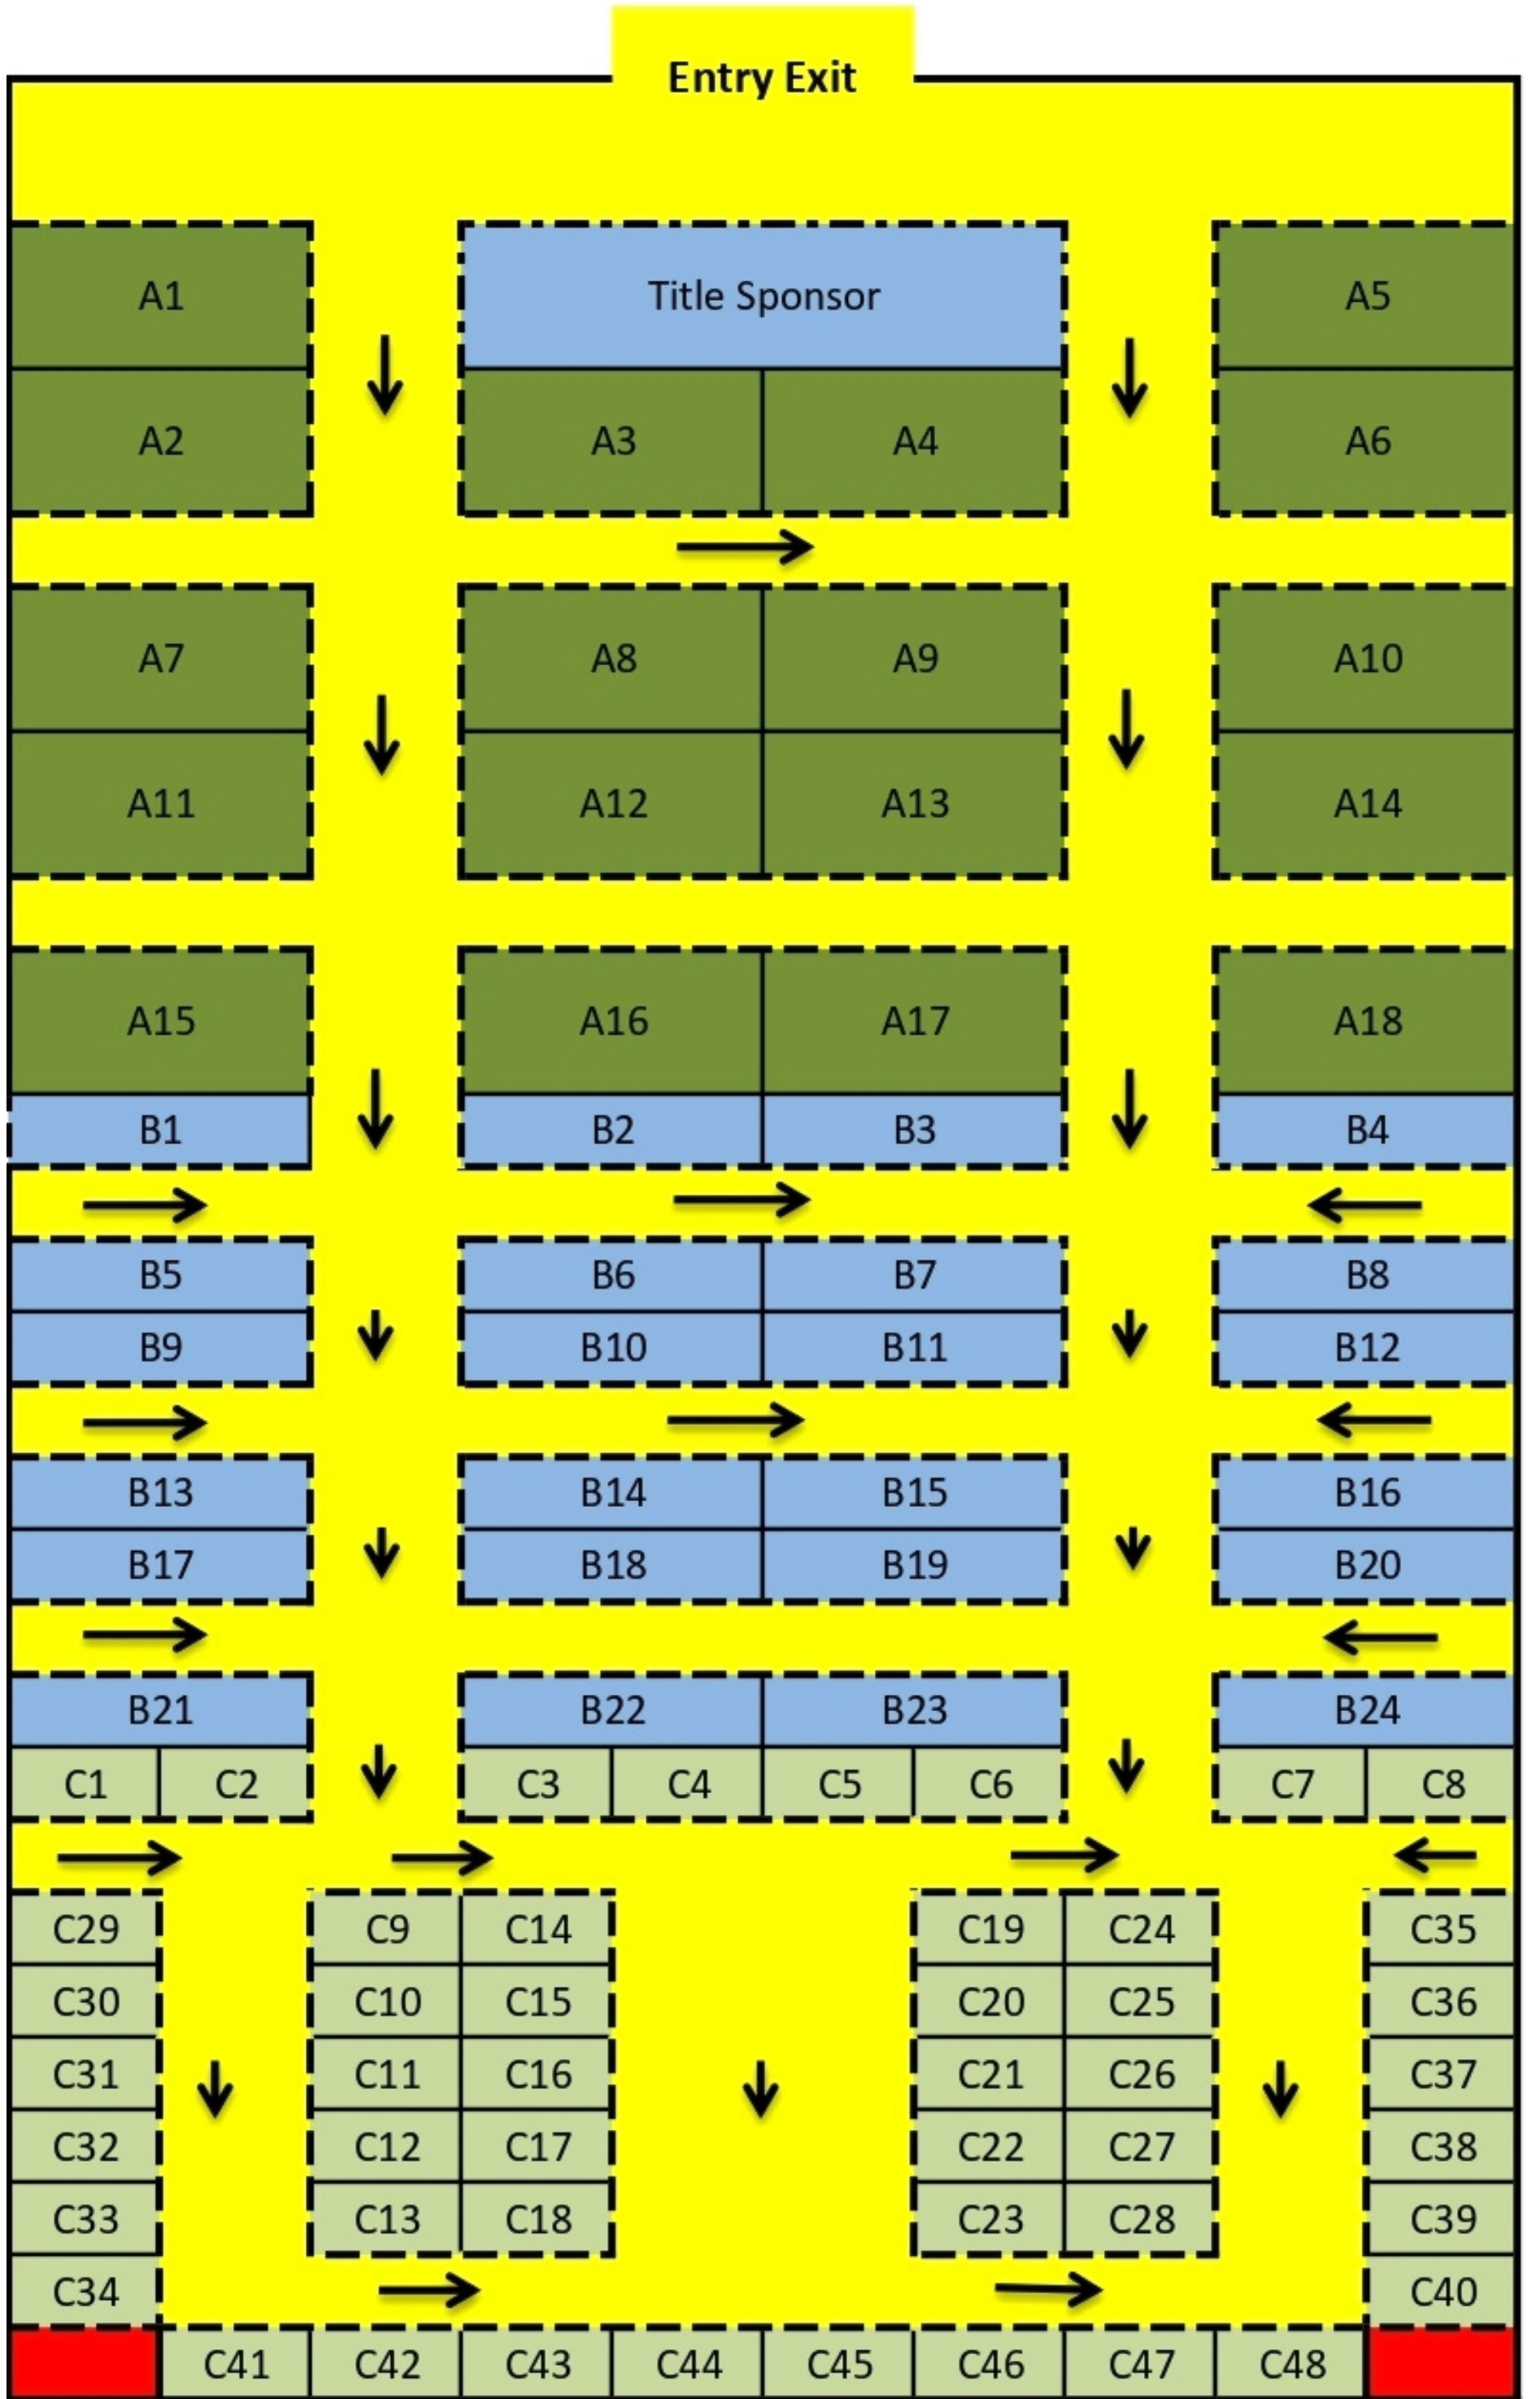 Entry Exit
A1 Title Sponsor A5
A2 A3 A4 A6
A7 A8 A9 A10
A11 A12 A13 A14
A15 A16 A17 A18
B1 B2 B3 B4
B5 B6 B7 B8
B9 B10 B11 B12
B13 B14 B15 B16
B17 B18 B19 B20
B21 B22 B23 B24
C1 C2 C3 C4 C5 C6 C7 C8
C29 C9 C14 C19 C24 C35
C30 C10 C15 C20 C25 C36
C31 C11 C16 C21 C26 C37
C32 C12 C17 C22 C27 C38
C33 C13 C18 C23 C28 C39
C34 C40
C41 C42 C43 C44 C45 C46 C47 C48